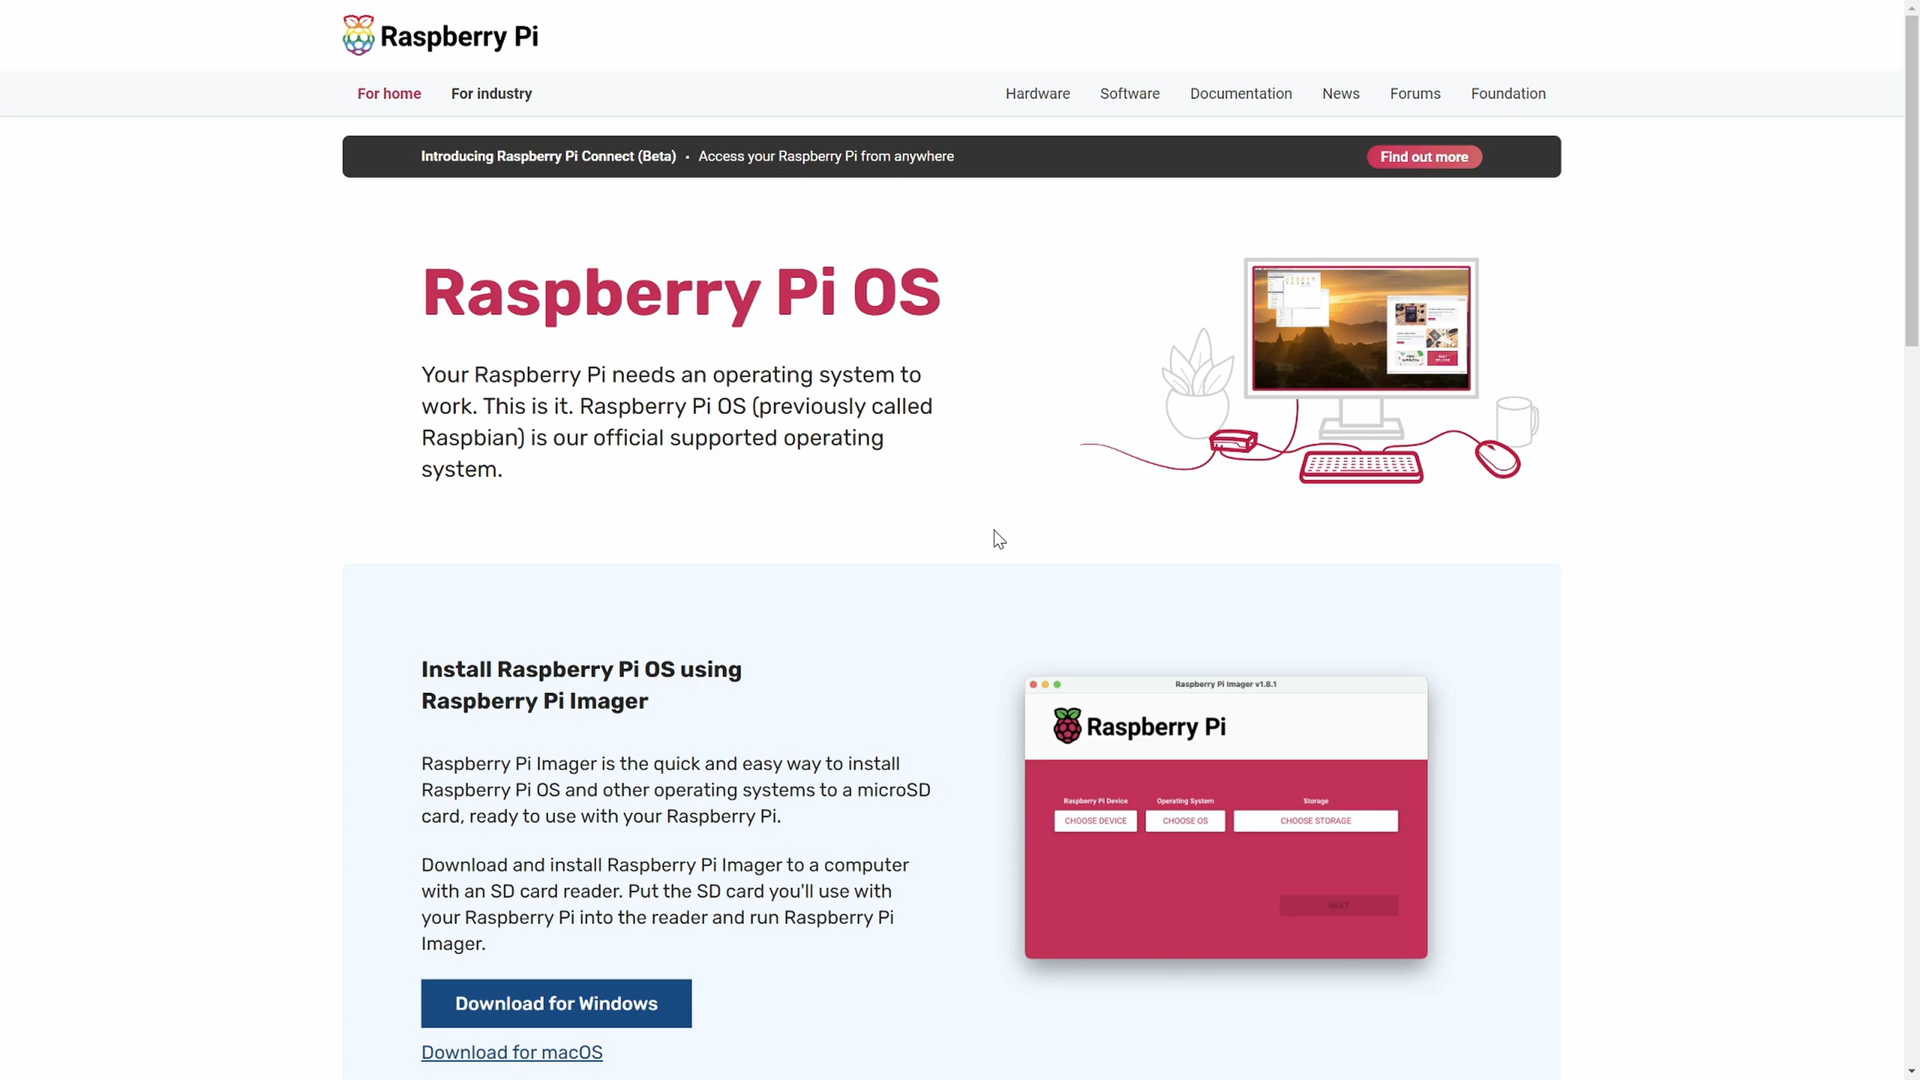 Raspberry Pi
For home
For industry
Hardware
Software
Documentation
News
Forums
Foundation
Introducing Raspberry Pi Connect (Beta) · Access your Raspberry Pi from anywhere
Find out more
Raspberry Pi OS
Your Raspberry Pi needs an operating system to
work. This is it. Raspberry Pi OS (previously called
Raspbian) is our official supported operating
system.
Install Raspberry Pi OS using
Raspberry Pi Imager
Raspberry Pi Imager is the quick and easy way to install
Raspberry Pi OS and other operating systems to a microSD
card, ready to use with your Raspberry Pi.
Download and install Raspberry Pi Imager to a computer
with an SD card reader. Put the SD card you'll use with
your Raspberry Pi into the reader and run Raspberry Pi
Imager.
Download for Windows
Download for macOS
Raspberry Pi Imager v1.8.1
Raspberry Pi
Raspberry Pi Device
Operating System
Storage
CHOOSE DEVICE
CHOOSE OS
CHOOSE STORAGE
NEXT